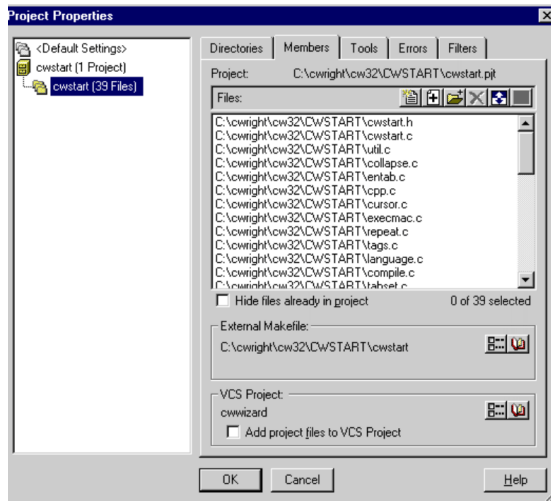 Project Properties
<Default Settings>
cwstart (1 Project)
cwstart (39 Files)
Directories Members Tools Errors Filters
Project: C:\cwright\cw32\CWSTART\cwstart.pjt
Files:
C:\cwright\cw32\CWSTART\cwstart.h
C:\cwright\cw32\CWSTART\cwstart.c
C:\cwright\cw32\CWSTART\util.c
C:\cwright\cw32\CWSTART\collapse.c
C:\cwright\cw32\CWSTART\entab.c
C:\cwright\cw32\CWSTART\cpp.c
C:\cwright\cw32\CWSTART\cursor.c
C:\cwright\cw32\CWSTART\execmac.c
C:\cwright\cw32\CWSTART\repeat.c
C:\cwright\cw32\CWSTART\tags.c
C:\cwright\cw32\CWSTART\language.c
C:\cwright\cw32\CWSTART\compile.c
C:\cwright\cw32\CWSTART\tabset.c
Hide files already in project 0 of 39 selected
External Makefile:
C:\cwright\cw32\CWSTART\cwstart
VCS Project:
cwwizard
Add project files to VCS Project
OK Cancel Help